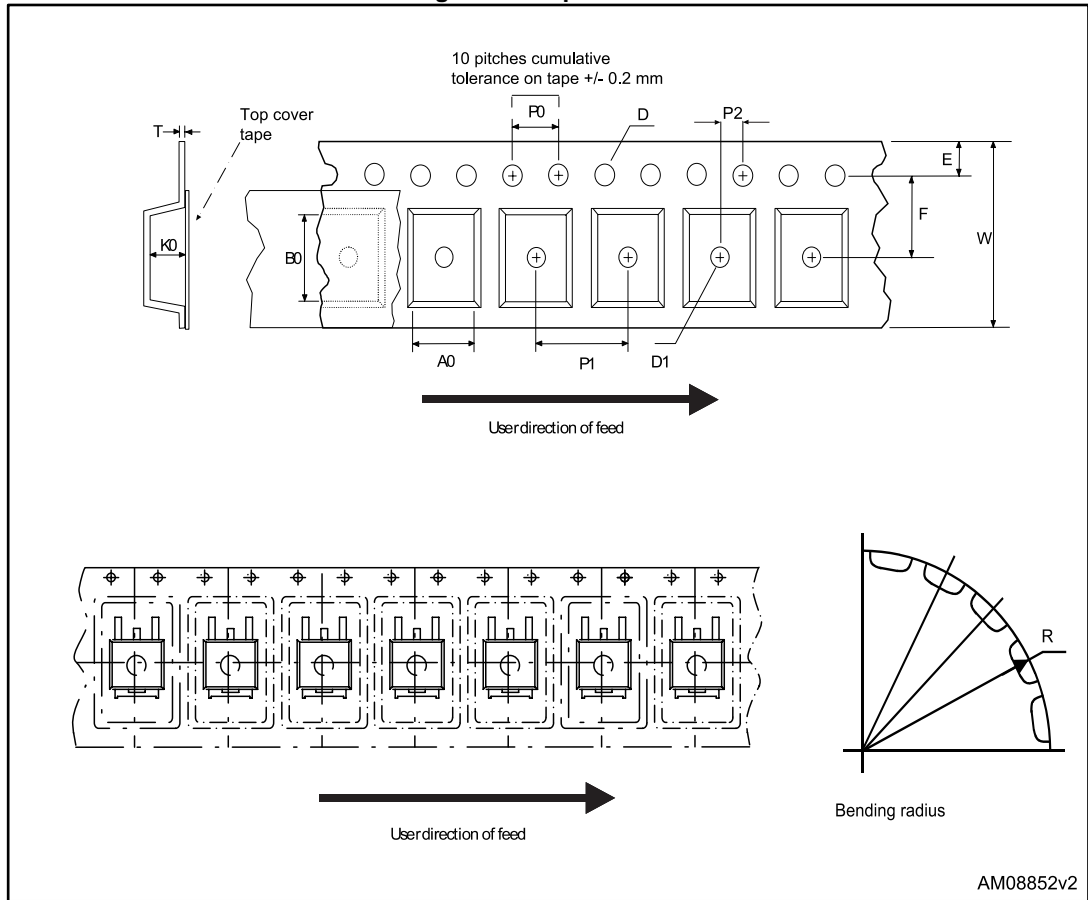 10 pitches cumulative
tolerance on tape +/- 0.2 mm
Top cover
tape
T
P0
D
P2
E
F
W
K0
B0
A0
P1
D1
User direction of feed
R
Bending radius
User direction of feed
AM08852v2